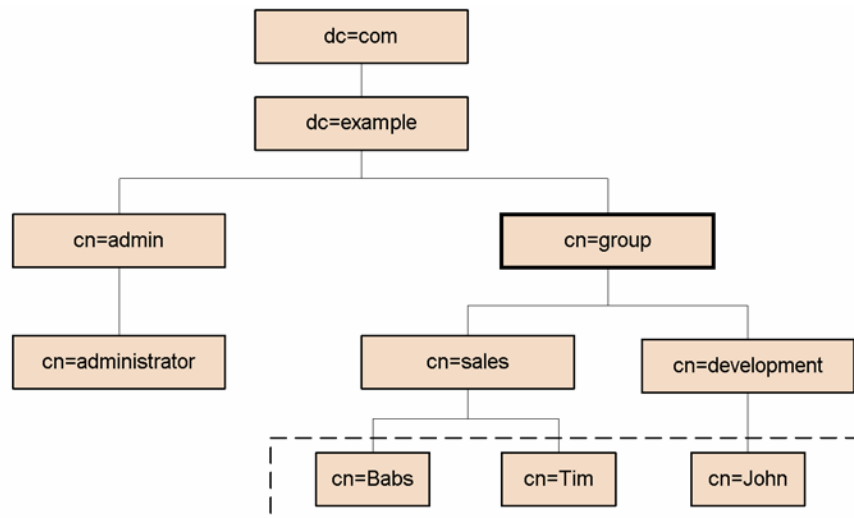 dc=com
dc=example
cn=admin
cn=group
cn=administrator
cn=sales
cn=development
cn=Babs
cn=Tim
cn=John